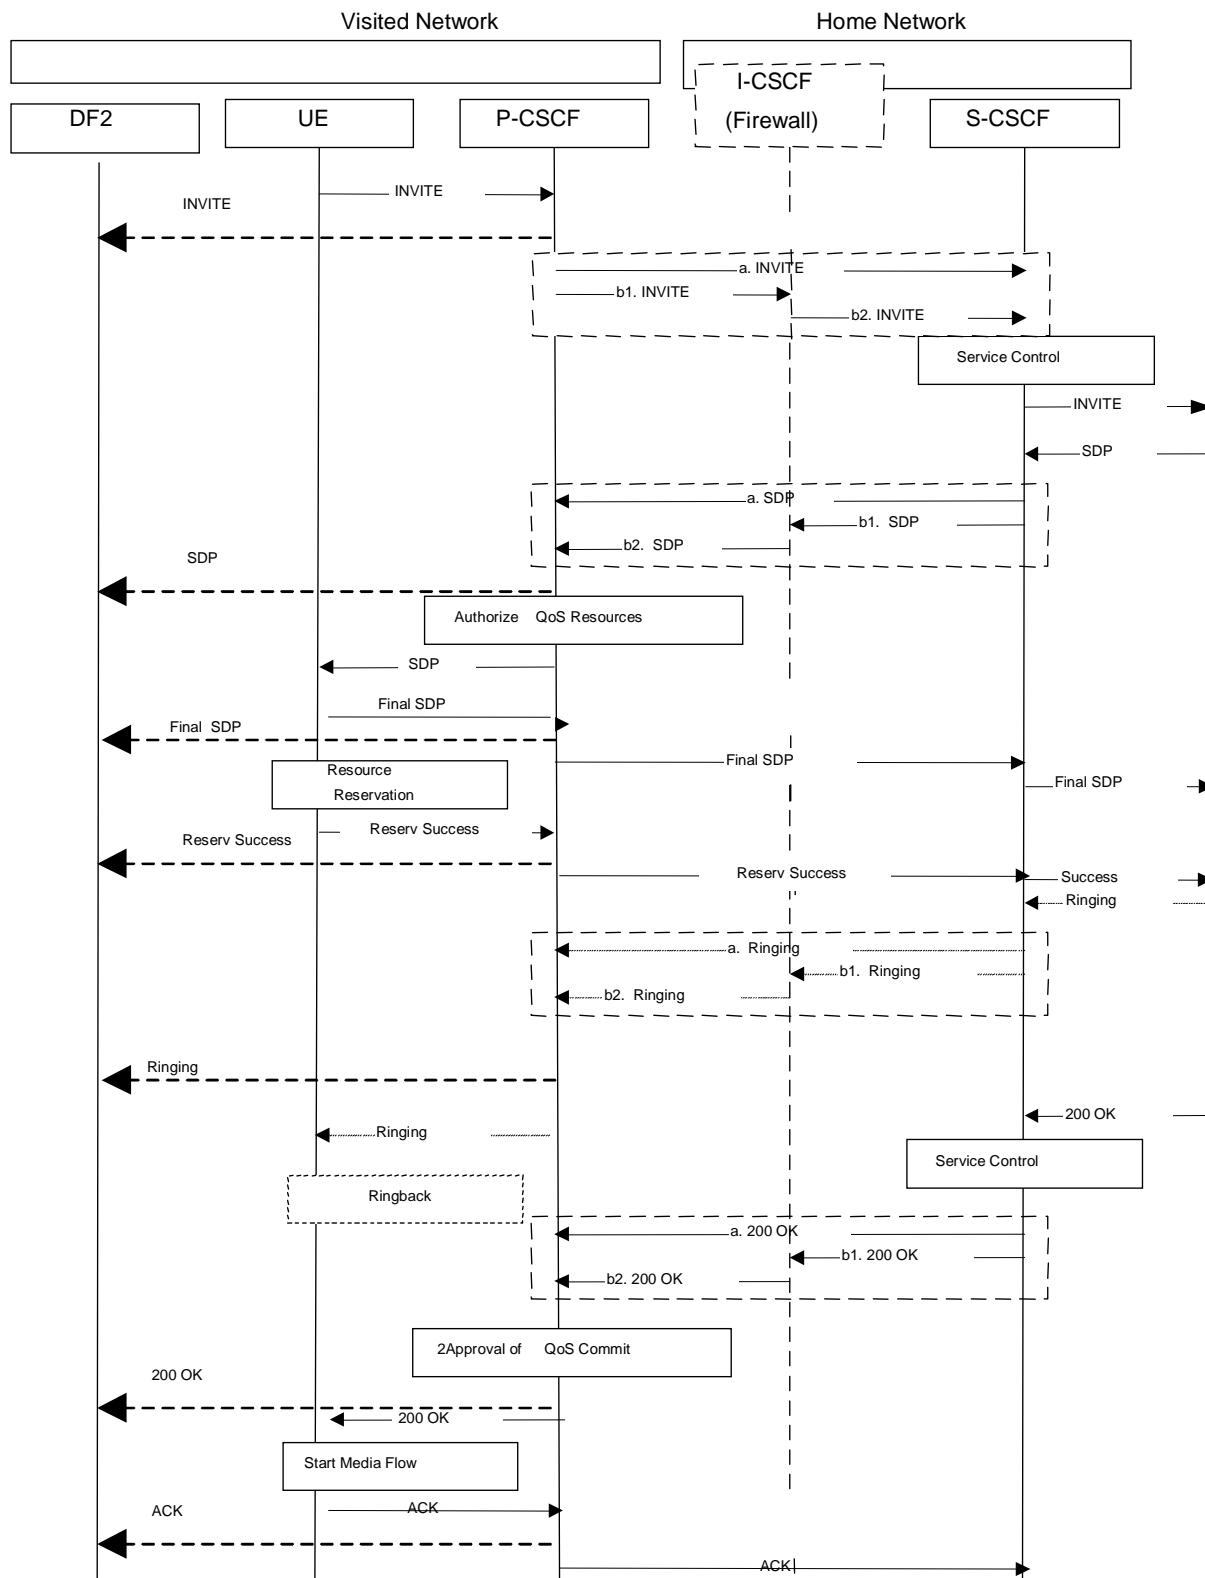 Visited Network
Home Network
I-CSCF
(Firewall)
DF2
UE
P-CSCF
S-CSCF
INVITE
INVITE
a. INVITE
b1. INVITE
b2. INVITE
Service Control
INVITE
SDP
a. SDP
b1. SDP
b2. SDP
SDP
Authorize QoS Resources
SDP
Final SDP
Final SDP
Final SDP
Resource
Reservation
Final SDP
Reserv Success
Reserv Success
Reserv Success
Success
Ringing
a. Ringing
b1. Ringing
b2. Ringing
Ringing
200 OK
Ringing
Service Control
Ringback
a. 200 OK
b1. 200 OK
b2. 200 OK
2Approval of QoS Commit
200 OK
200 OK
Start Media Flow
ACK
ACK
ACK